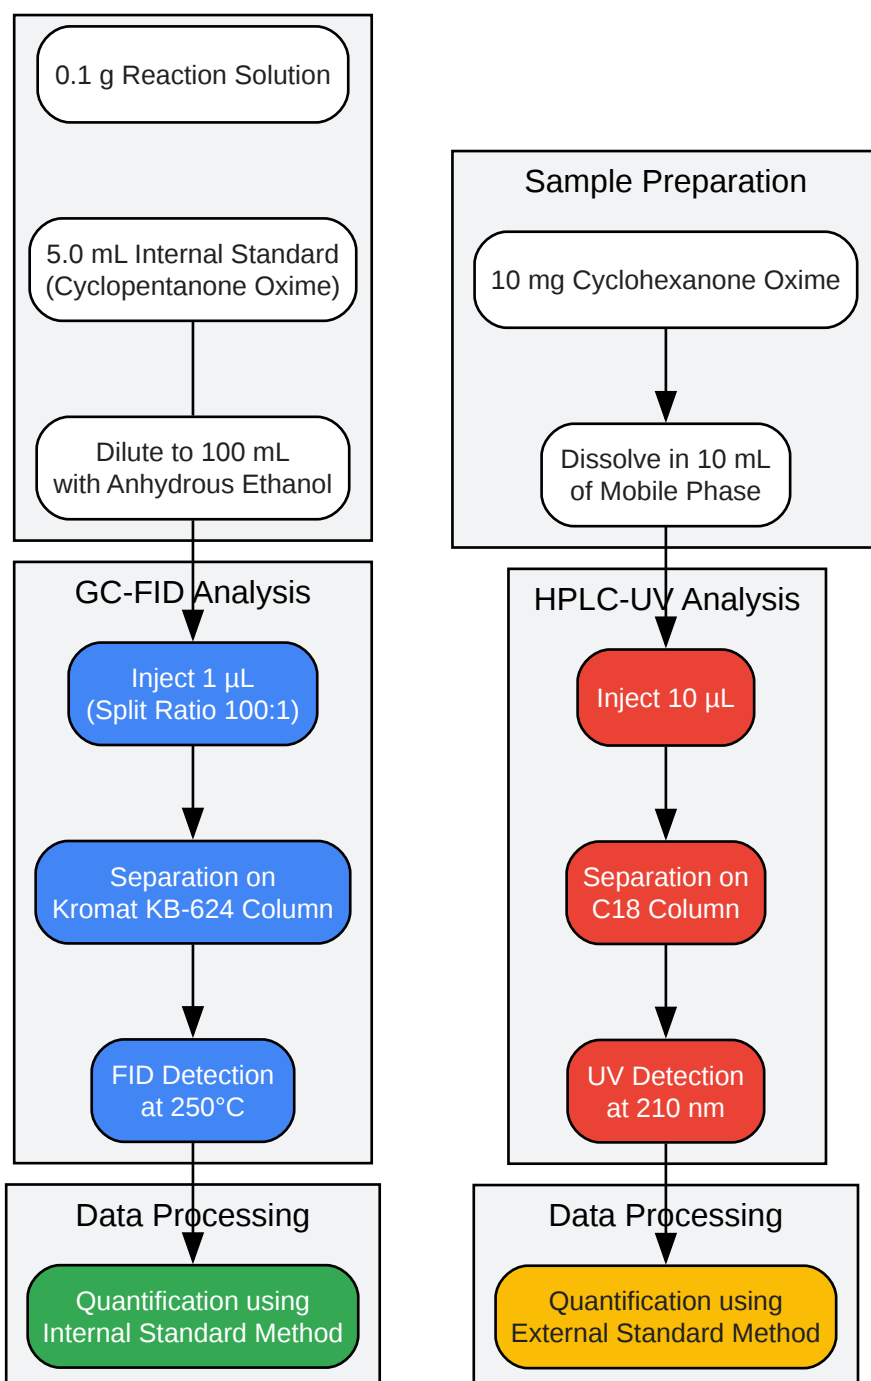 0.1 g Reaction Solution
5.0 mL Internal Standard
(Cyclopentanone Oxime)
Dilute to 100 mL
with Anhydrous Ethanol
GC-FID Analysis
Inject 1 µL
(Split Ratio 100:1)
Separation on
Kromat KB-624 Column
FID Detection
at 250°C
Data Processing
Quantification using
Internal Standard Method
Sample Preparation
10 mg Cyclohexanone Oxime
Dissolve in 10 mL
of Mobile Phase
HPLC-UV Analysis
Inject 10 µL
Separation on
C18 Column
UV Detection
at 210 nm
Data Processing
Quantification using
External Standard Method